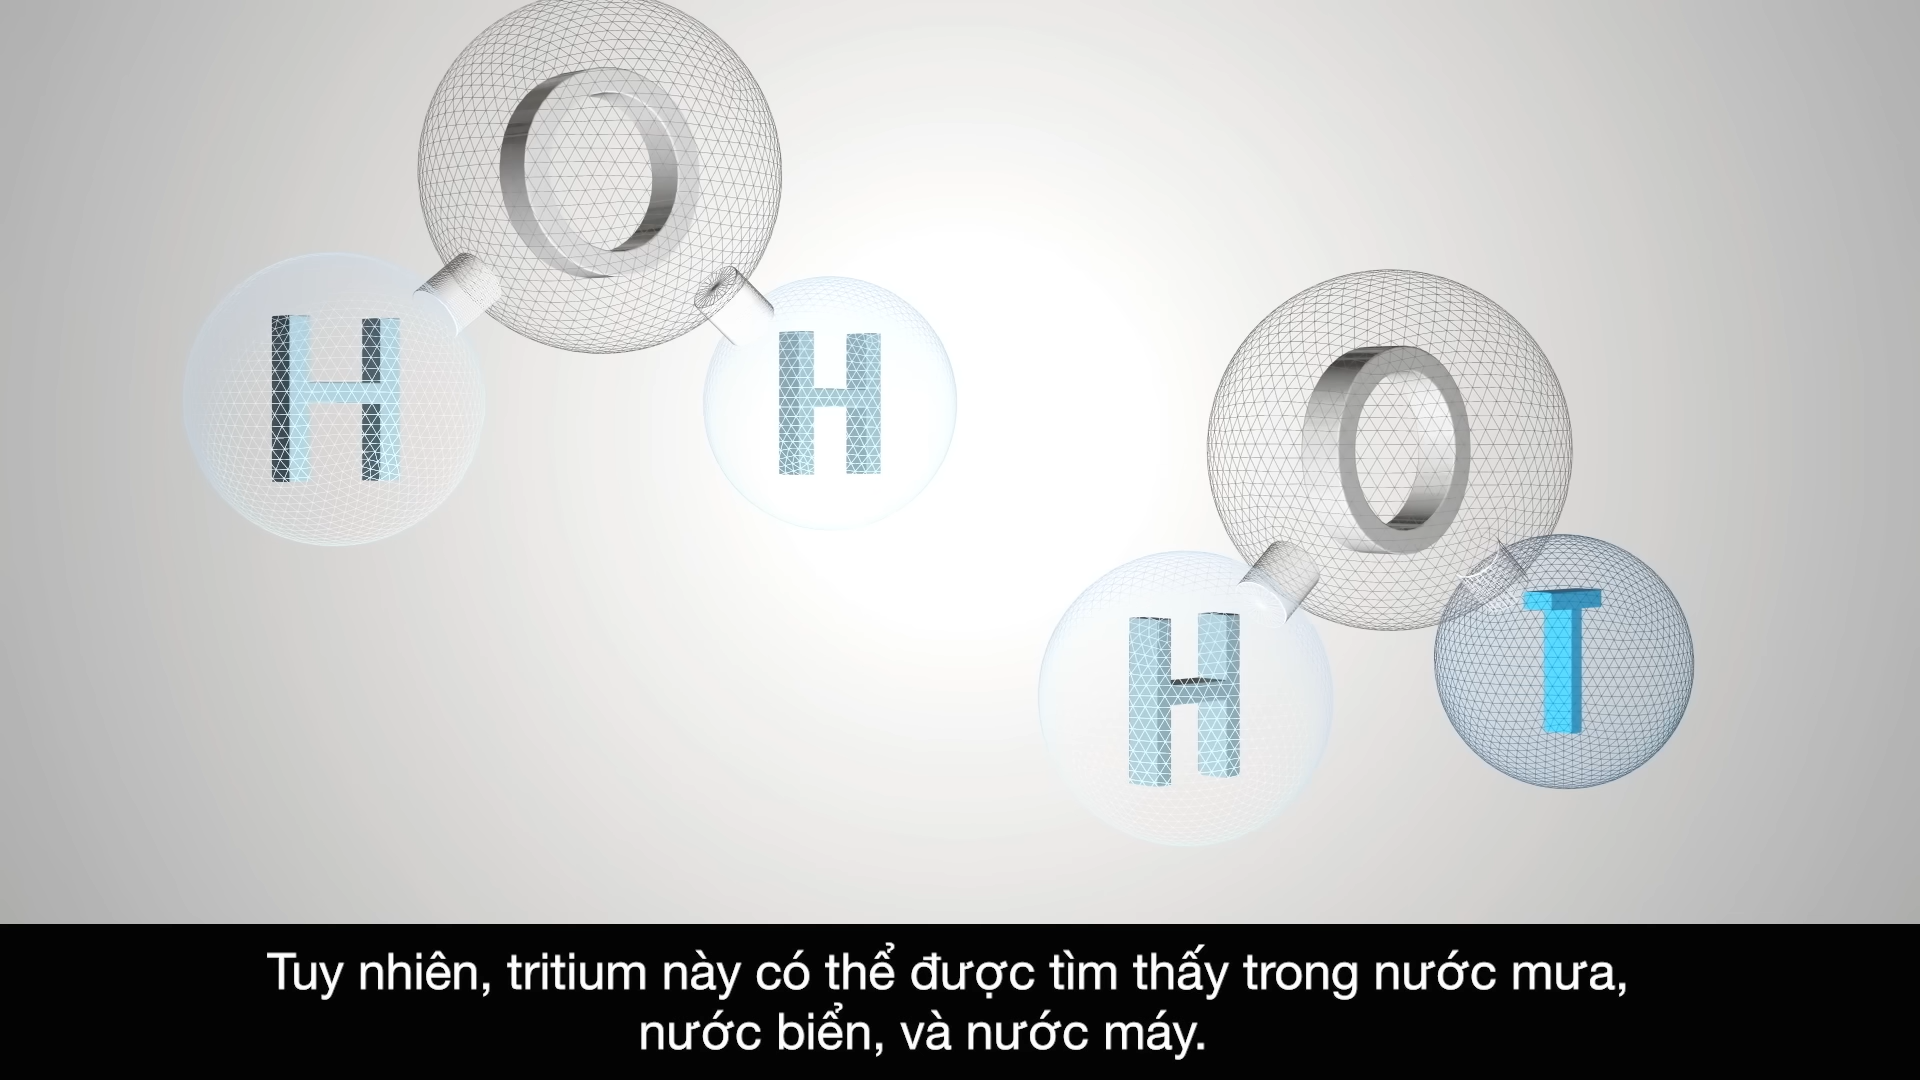 O
H H
O
H T
Tuy nhiên, tritium này có thể được tìm thấy trong nước mưa,
nước biển, và nước máy.